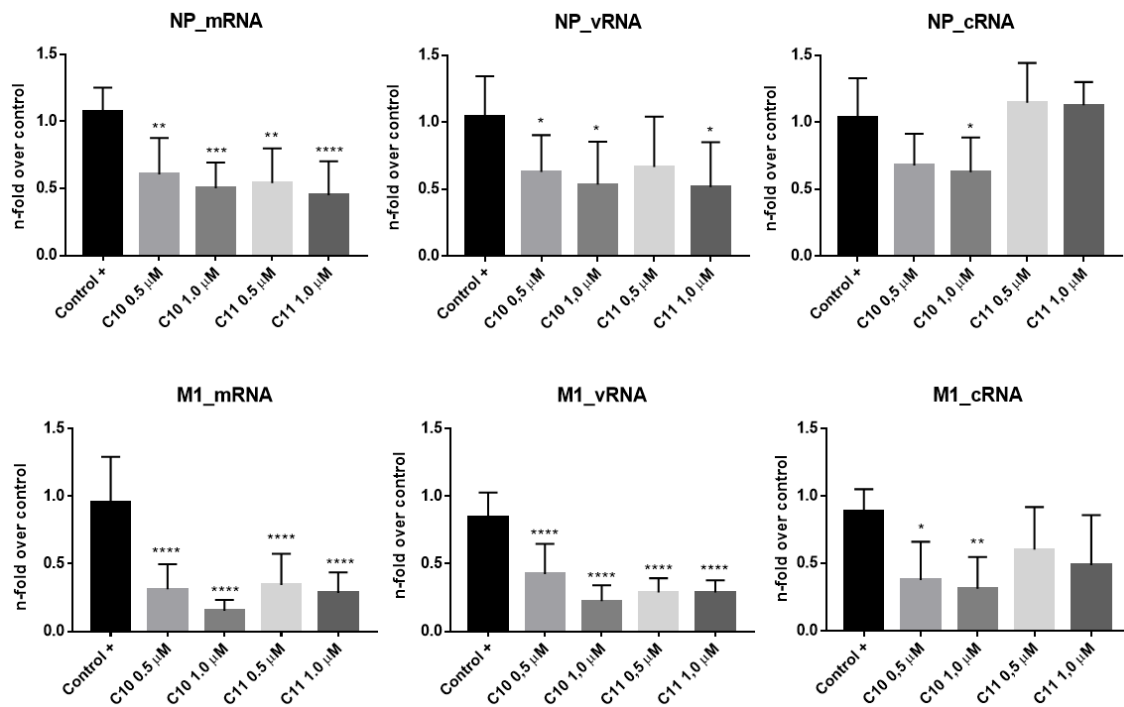 NP_mRNA
n-fold over control
1.5
1.0
0.5
0.0
**
***
**
****
Control +
C10 0,5 μM
C10 1,0 μM
C11 0,5 μM
C11 1,0 μM
NP_vRNA
n-fold over control
1.5
1.0
0.5
0.0
*
*
*
Control +
C10 0,5 μM
C10 1,0 μM
C11 0,5 μM
C11 1,0 μM
NP_cRNA
n-fold over control
1.5
1.0
0.5
0.0
*
Control +
C10 0,5 μM
C10 1,0 μM
C11 0,5 μM
C11 1,0 μM
M1_mRNA
n-fold over control
1.5
1.0
0.5
0.0
****
****
****
****
Control +
C10 0.5 μM
C10 1,0 μM
C11 0,5 μM
C11 1,0 μM
M1_vRNA
n-fold over control
1.5
1.0
0.5
0.0
****
****
****
****
Control +
C10 0.5 μM
C10 1,0 μM
C11 0,5 μM
C11 1,0 μM
M1_cRNA
n-fold over control
1.5
1.0
0.5
0.0
*
**
Control +
C10 0,5 μM
C10 1,0 μM
C11 0,5 μM
C11 1,0 μM